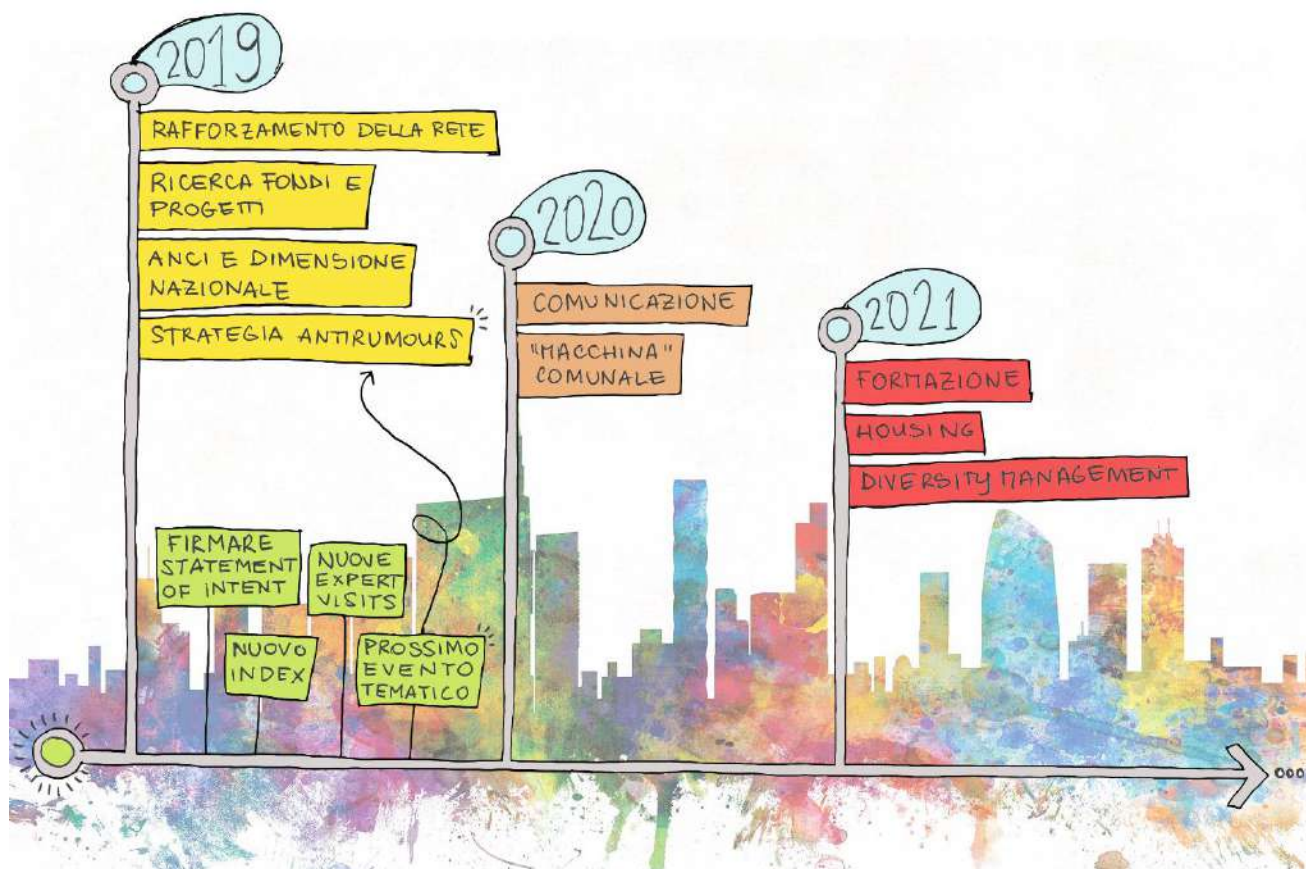 2019
RAFFORZAMENTO DELLA RETE
RICERCA FONDI E
PROGETTI
ANCI E DIMENSIONE
NAZIONALE
STRATEGIA ANTIRUMOURS
FIRMARE
STATEMENT
OF INTENT
NUOVO
INDEX
NUOVE
EXPERT
VISITS
PROSSIMO
EVENTO
TEMATICO
2020
COMUNICAZIONE
"MACCHINA"
COMUNALE
2021
FORMAZIONE
HOUSING
DIVERSITY MANAGEMENT